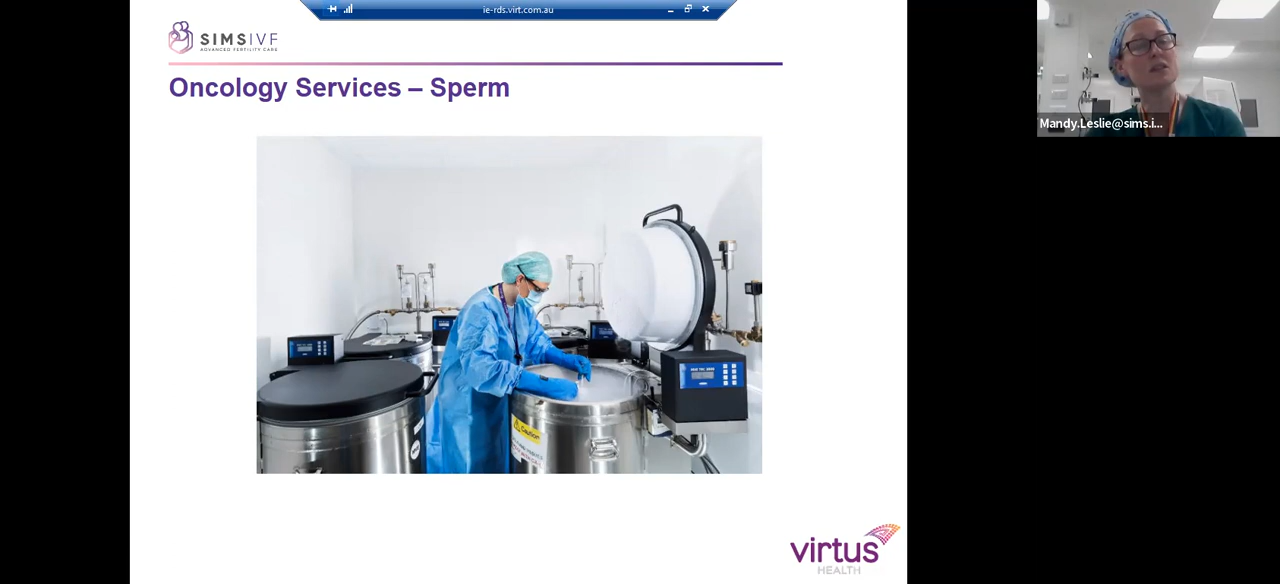 ie-rds.virt.com.au
SIMSIVF
ADVANCED FERTILITY CARE
Oncology Services – Sperm
Mandy.Leslie@sims.i...
Caution
virtus
HEALTH